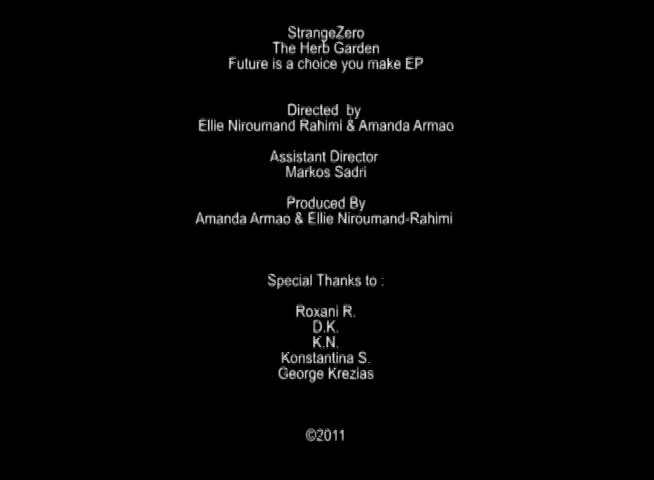 StrangeZero
The Herb Garden
Future is a choice you make EP
Directed by
Ellie Niroumand Rahimi & Amanda Armao
Assistant Director
Markos Sadri
Produced By
Amanda Armao & Ellie Niroumand-Rahimi
Special Thanks to :
Roxani R.
D.K.
K.N.
Konstantina S.
George Krezias
©2011